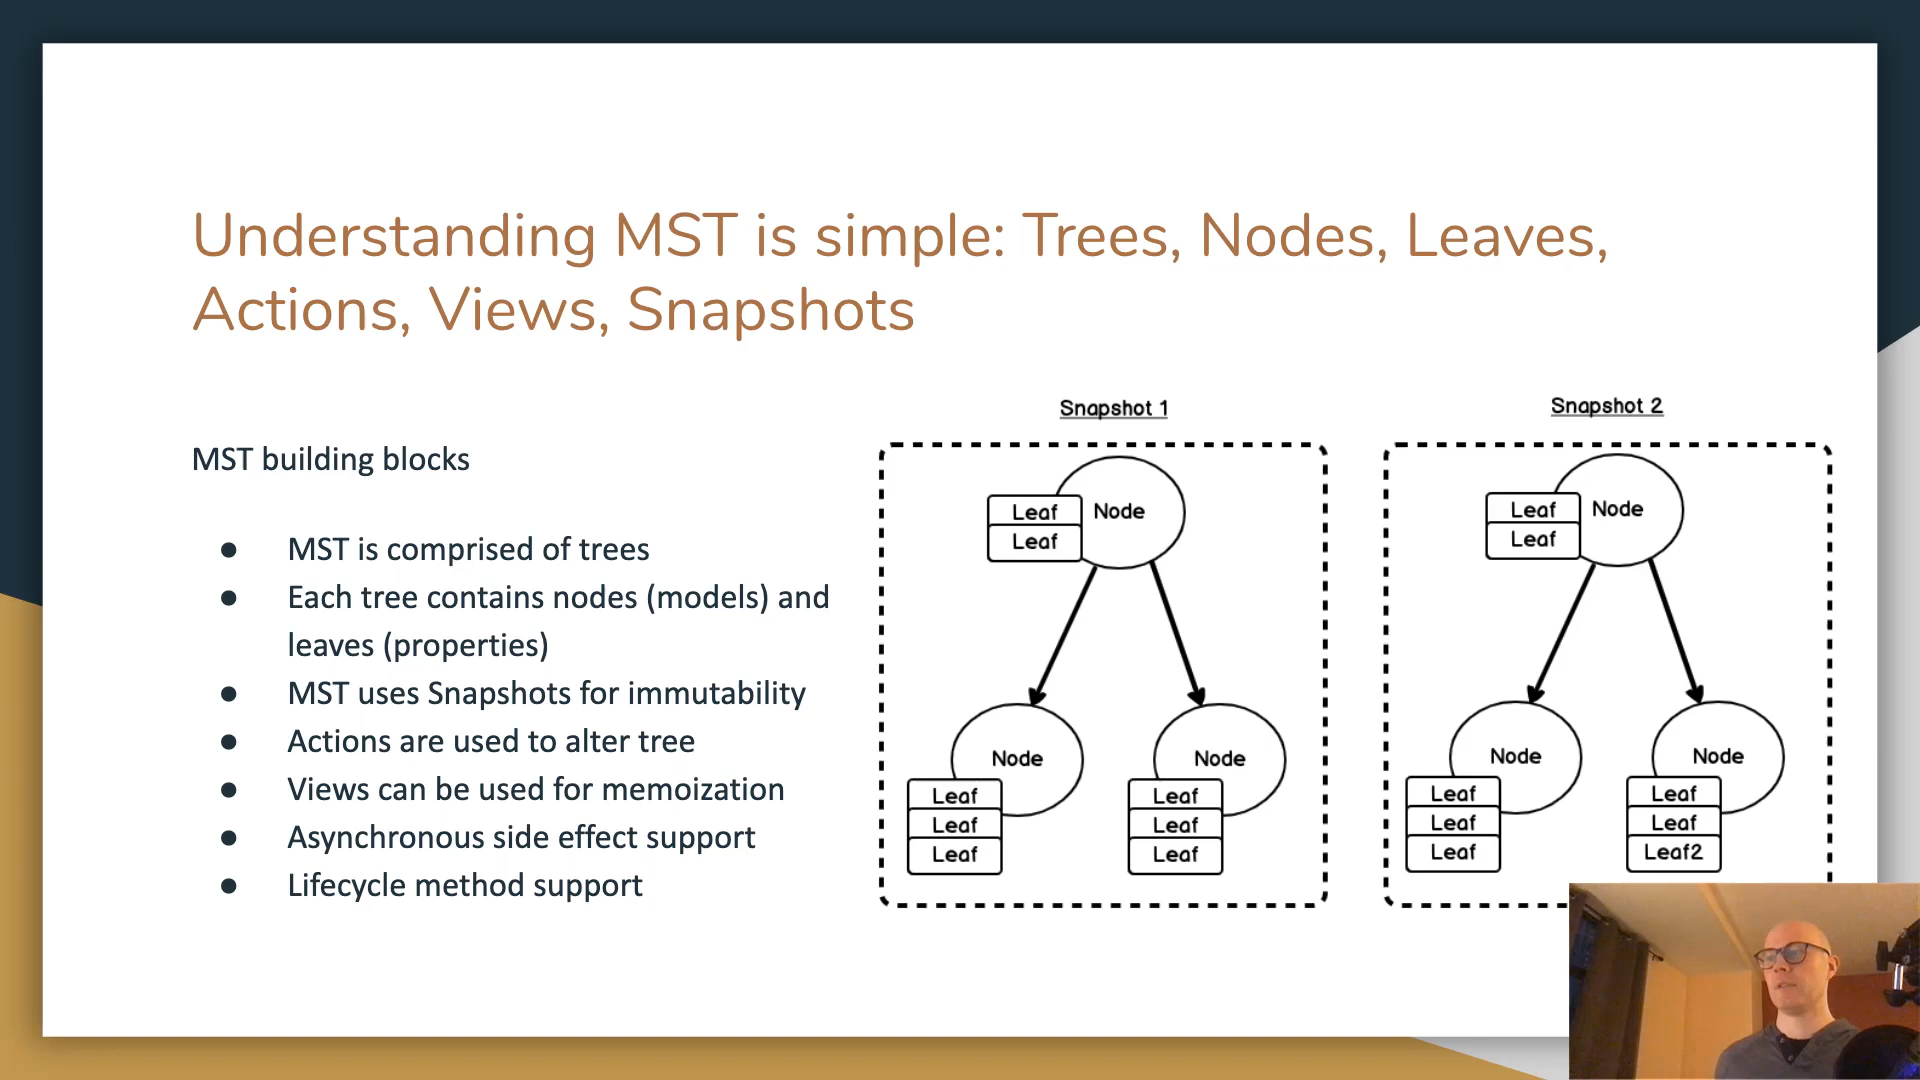 Understanding MST is simple: Trees, Nodes, Leaves,
Actions, Views, Snapshots
MST building blocks
● MST is comprised of trees
● Each tree contains nodes (models) and
leaves (properties)
● MST uses Snapshots for immutability
● Actions are used to alter tree
● Views can be used for memoization
● Asynchronous side effect support
● Lifecycle method support
Snapshot 1
Node
Leaf
Leaf
Node
Leaf
Leaf
Leaf
Node
Leaf
Leaf
Leaf
Snapshot 2
Node
Leaf
Leaf
Node
Leaf
Leaf
Leaf
Node
Leaf
Leaf
Leaf2